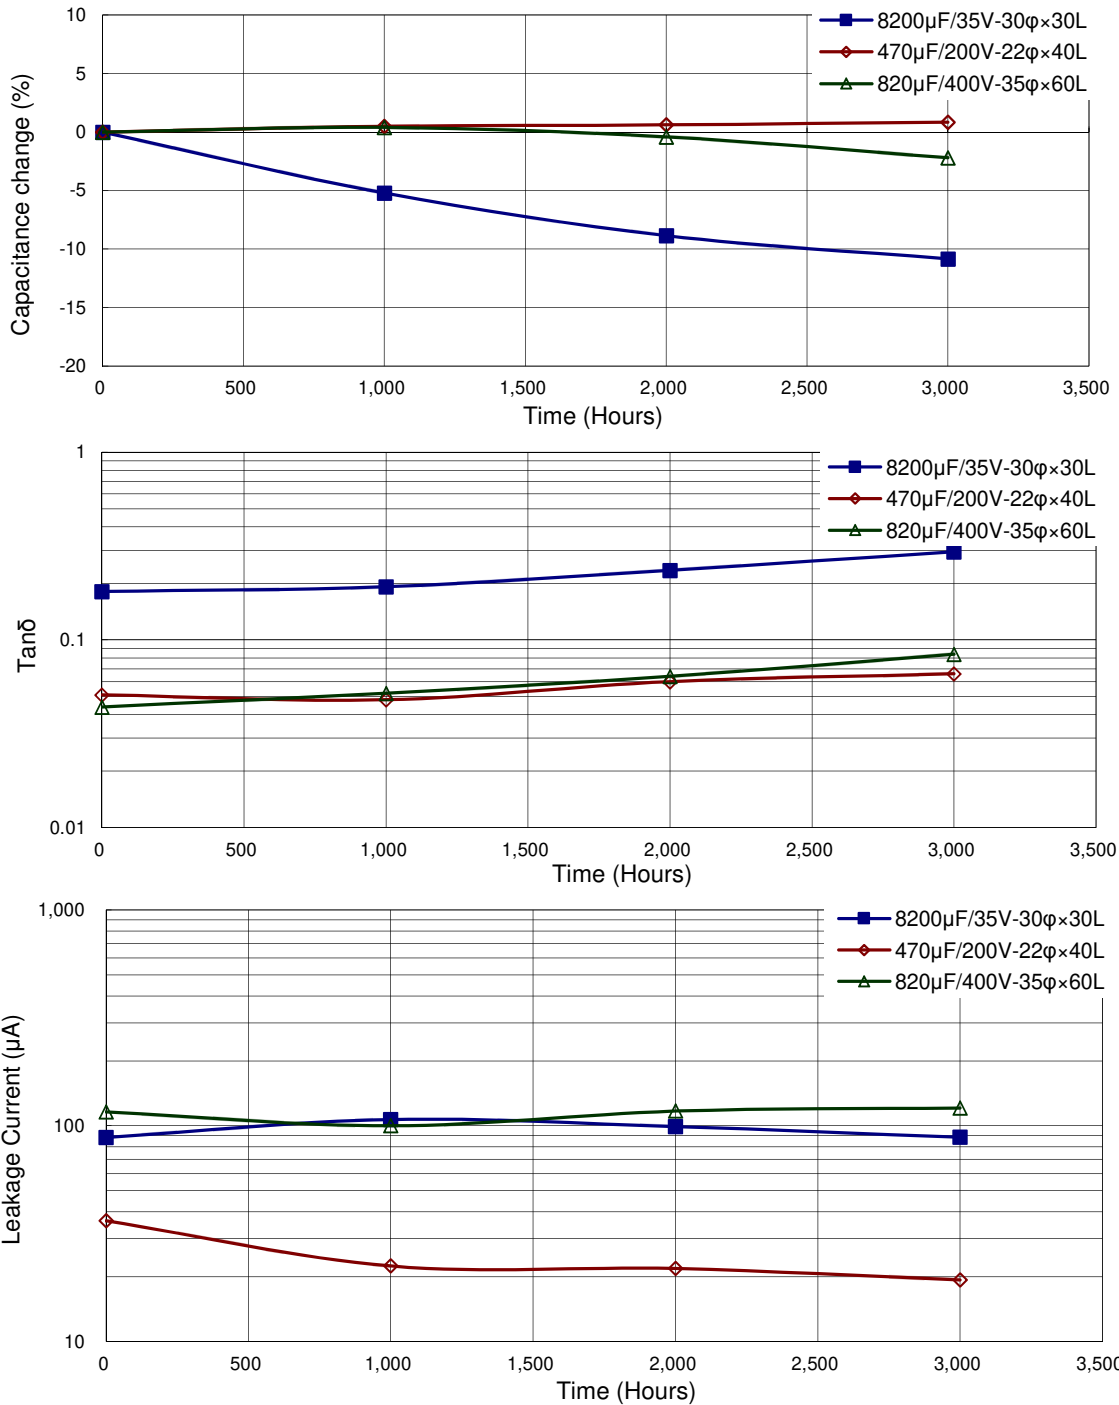 10
5
0
-5
-10
-15
-20
Capacitance change (%)
8200µF/35V-30φ×30L
470µF/200V-22φ×40L
820µF/400V-35φ×60L
0 500 1,000 1,500 2,000 2,500 3,000 3,500
Time (Hours)
1
0.1
0.01
Tanδ
8200µF/35V-30φ×30L
470µF/200V-22φ×40L
820µF/400V-35φ×60L
0 500 1,000 1,500 2,000 2,500 3,000 3,500
Time (Hours)
1,000
100
10
Leakage Current (µA)
8200µF/35V-30φ×30L
470µF/200V-22φ×40L
820µF/400V-35φ×60L
0 500 1,000 1,500 2,000 2,500 3,000 3,500
Time (Hours)